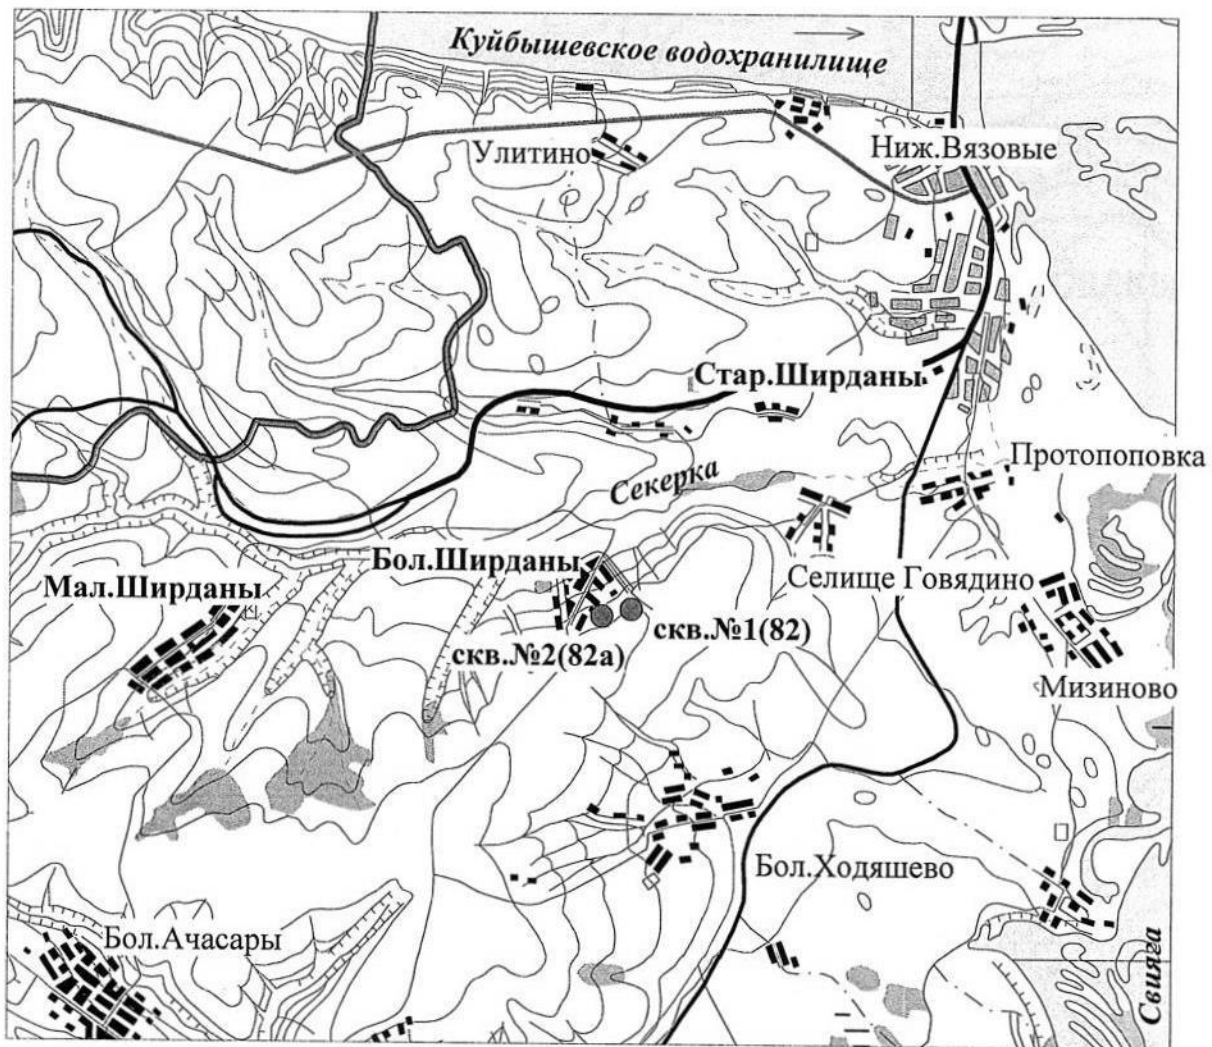 Куйбышевское водохранилище
Улитино
Ниж.Вязовые
Стар.Ширданы
Протопоповка
Секерка
Бол.Ширданы
Мал.Ширданы
Селище Говядино
скв.№1(82)
скв.№2(82а)
Мизиново
Бол.Ходяшево
Бол.Ачасары
Свияга